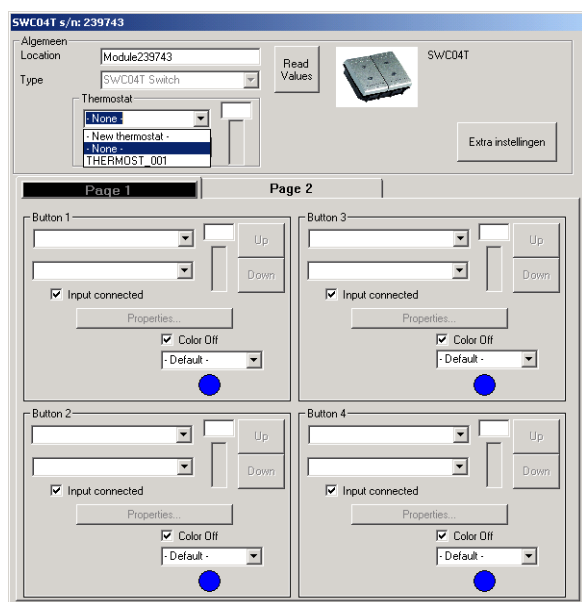 SWC04T s/n: 239743
Algemeen
Location Module239743 Read Values SWC04T
Type SWC04T Switch
Thermostat
- None -
- New thermostat -
- None -
THERMOST_001
Extra instellingen
Page 1 Page 2
Button 1
Up
Down
Input connected
Properties...
Color Off
- Default -
Button 3
Up
Down
Input connected
Properties...
Color Off
- Default -
Button 2
Up
Down
Input connected
Properties...
Color Off
- Default -
Button 4
Up
Down
Input connected
Properties...
Color Off
- Default -